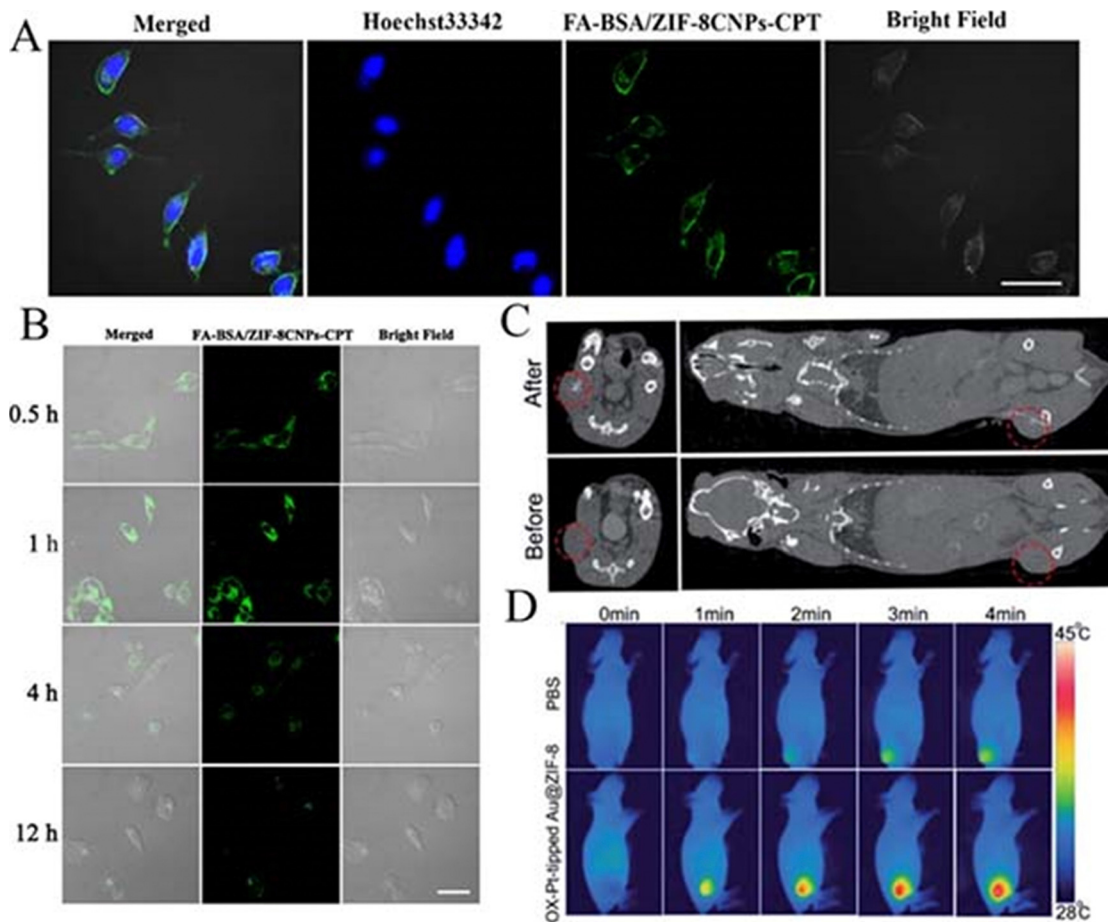 A
Merged
Hoechst33342
FA-BSA/ZIF-8CNPs-CPT
Bright Field
B
Merged
FA-BSA/ZIF-8CNPs-CPT
Bright Field
0.5 h
1 h
4 h
12 h
C
After
Before
D
0min
1min
2min
3min
4min
PBS
OX-Pt-tipped Au@ZIF-8
45°C
28°C